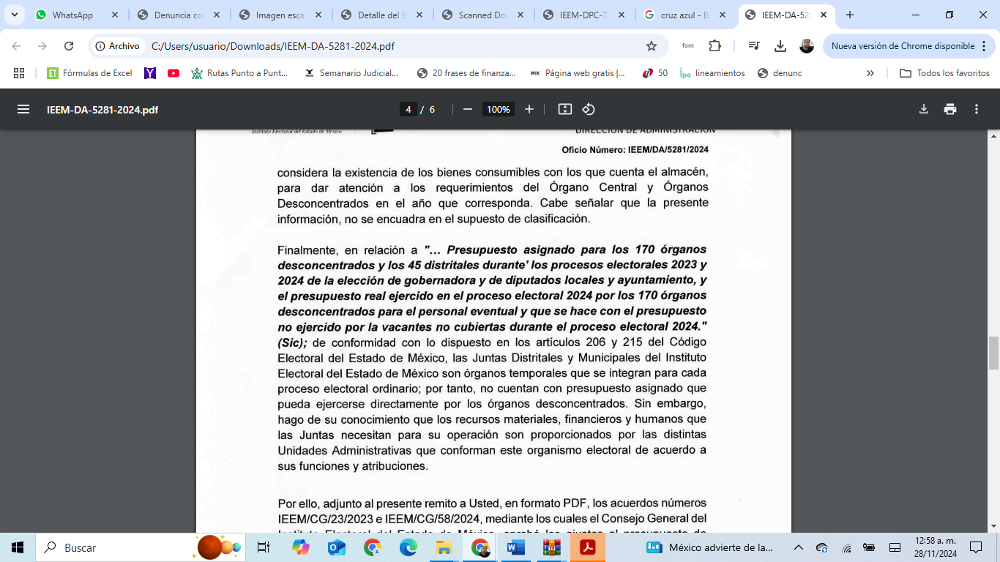 WhatsApp
Denuncia co
Imagen esca
Detalle del S
Scanned Do
IEEM-DPC-7
cruz azul - B
IEEM-DA-528
Archivo
C:/Users/usuario/Downloads/IEEM-DA-5281-2024.pdf
font
Nueva versión de Chrome disponible
Fórmulas de Excel
Rutas Punto a Punt...
Semanario Judicial...
20 frases de finanza...
WIX Página web gratis |...
50
ipo lineamientos
denunc
Todos los favoritos
IEEM-DA-5281-2024.pdf
4 / 6
100%
Instituto Electoral del Estado de México
DIRECCIÓN DE ADMINISTRACIÓN
Oficio Número: IEEM/DA/5281/2024
considera la existencia de los bienes consumibles con los que cuenta el almacén,
para dar atención a los requerimientos del Órgano Central y Órganos
Desconcentrados en el año que corresponda. Cabe señalar que la presente
información, no se encuadra en el supuesto de clasificación.
Finalmente, en relación a "... Presupuesto asignado para los 170 órganos
desconcentrados y los 45 distritales durante' los procesos electorales 2023 y
2024 de la elección de gobernadora y de diputados locales y ayuntamiento, y
el presupuesto real ejercido en el proceso electoral 2024 por los 170 órganos
desconcentrados para el personal eventual y que se hace con el presupuesto
no ejercido por la vacantes no cubiertas durante el proceso electoral 2024."
(Sic); de conformidad con lo dispuesto en los artículos 206 y 215 del Código
Electoral del Estado de México, las Juntas Distritales y Municipales del Instituto
Electoral del Estado de México son órganos temporales que se integran para cada
proceso electoral ordinario; por tanto, no cuentan con presupuesto asignado que
pueda ejercerse directamente por los órganos desconcentrados. Sin embargo,
hago de su conocimiento que los recursos materiales, financieros y humanos que
las Juntas necesitan para su operación son proporcionados por las distintas
Unidades Administrativas que conforman este organismo electoral de acuerdo a
sus funciones y atribuciones.
Por ello, adjunto al presente remito a Usted, en formato PDF, los acuerdos números
IEEM/CG/23/2023 e IEEM/CG/58/2024, mediante los cuales el Consejo General del
Instituto Electoral del Estado de México, aprobó los ajustes al presupuesto de
Buscar
México advierte de la...
12:58 a. m.
28/11/2024